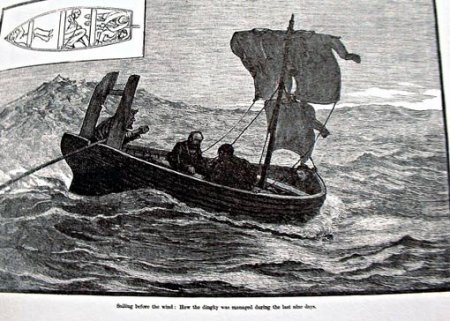 Sailing before the wind: How the dinghy was managed during the last nine days.